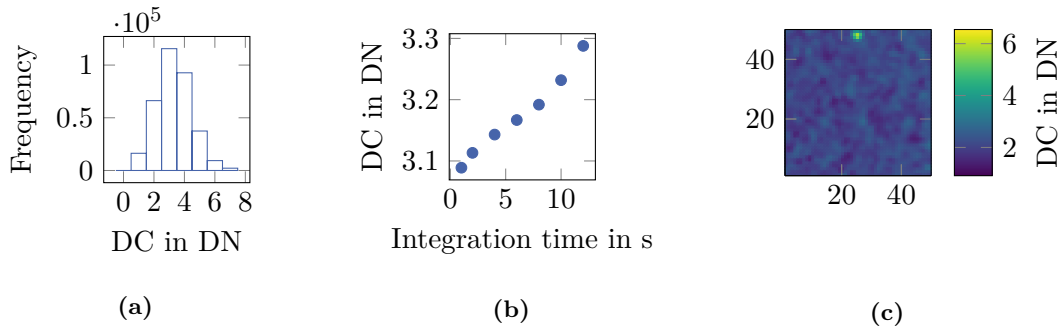 ·10⁵
Frequency
1
0.5
0
0 2 4 6 8
DC in DN
(a)
DC in DN
3.3
3.2
3.1
0 5 10
Integration time in s
(b)
40
20
20 40
6
4
2
DC in DN
(c)